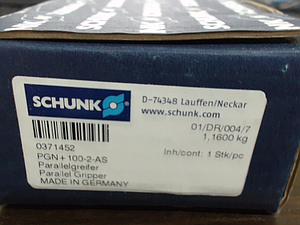 SCHUNK
D-74348 Lauffen/Neckar
www.schunk.com
01/DR/004/7
1,1600 kg
0371452
PGN+100-2-AS
Parallelgreifer
Parallel Gripper
MADE IN GERMANY
Inh/cont: 1 Stk/pc